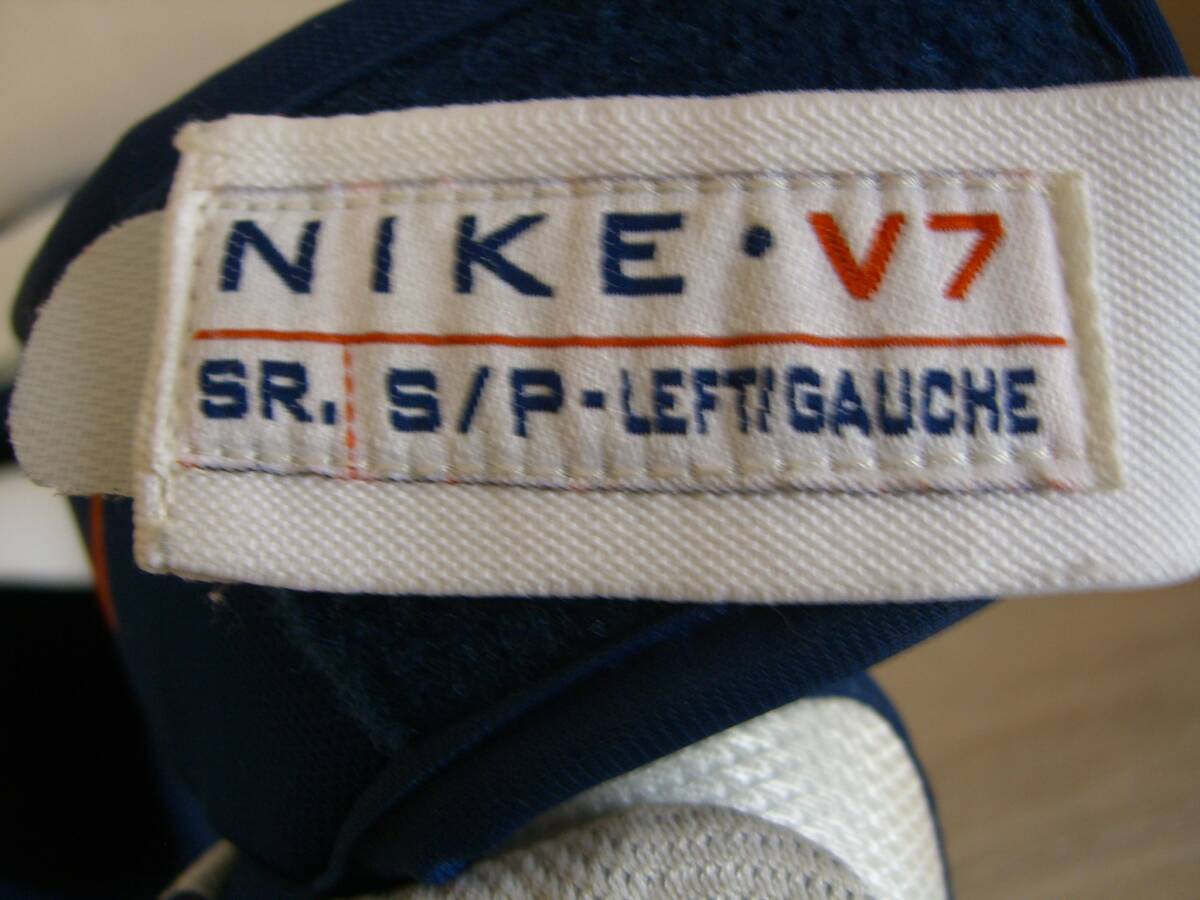 NIKE · V7
SR. S/P-LEFT/GAUCHE